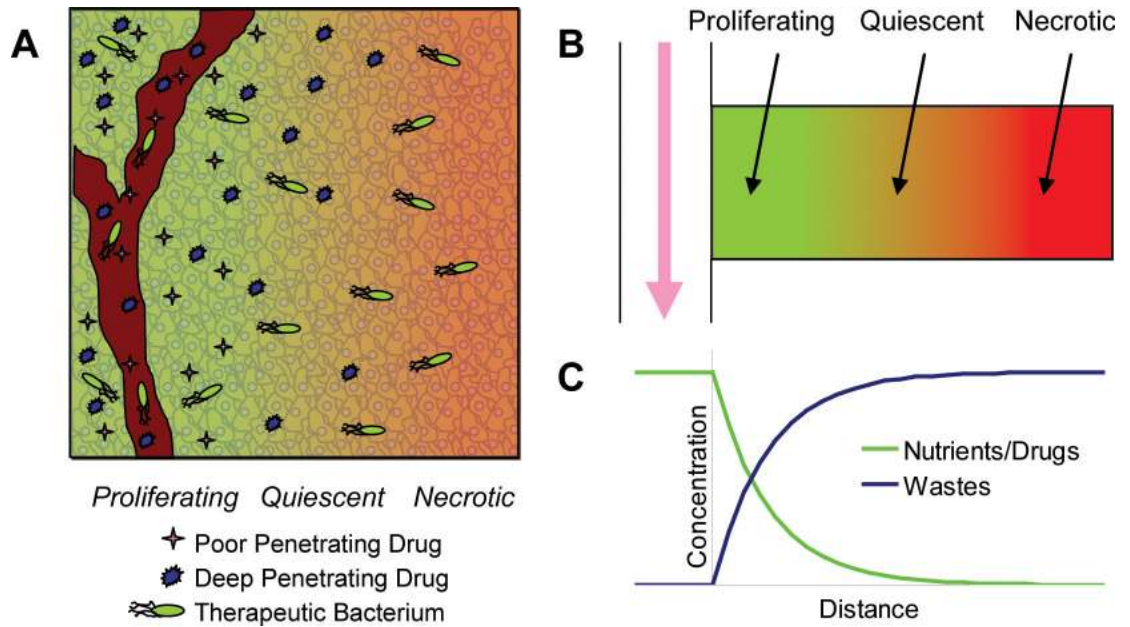 A
Proliferating Quiescent Necrotic
Poor Penetrating Drug
Deep Penetrating Drug
Therapeutic Bacterium
B
Proliferating Quiescent Necrotic
C
Concentration
Nutrients/Drugs
Wastes
Distance